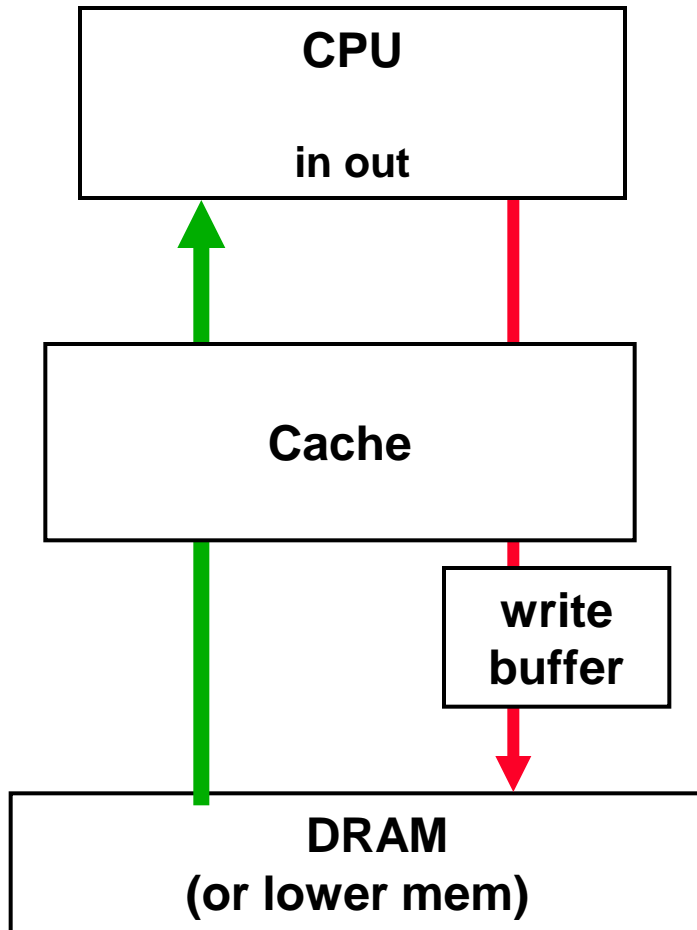 CPU
in out
Cache
write
buffer
DRAM
(or lower mem)